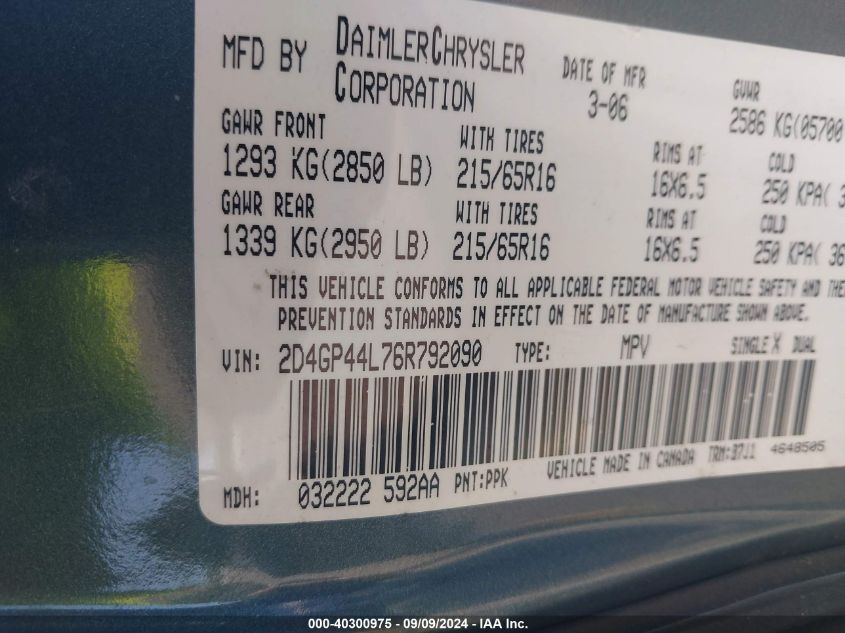 MFD BY DAIMLERCHRYSLER CORPORATION DATE OF MFR 3-06 GVWR 2586 KG(05700
GAWR FRONT WITH TIRES RIMS AT COLD
1293 KG(2850 LB) 215/65R16 16X6.5 250 KPA( 3
GAWR REAR WITH TIRES RIMS AT COLD
1339 KG(2950 LB) 215/65R16 16X6.5 250 KPA( 36
THIS VEHICLE CONFORMS TO ALL APPLICABLE FEDERAL MOTOR VEHICLE SAFETY AND THE
PREVENTION STANDARDS IN EFFECT ON THE DATE OF MANUFACTURE SHOWN ABOVE.
VIN: 2D4GP44L76R792090 TYPE: MPV SINGLE X DUAL
VEHICLE MADE IN CANADA TRM:B7J1 4648505
MDH: 032222 592AA PNT:PPK
000-40300975 - 09/09/2024 - IAA Inc.